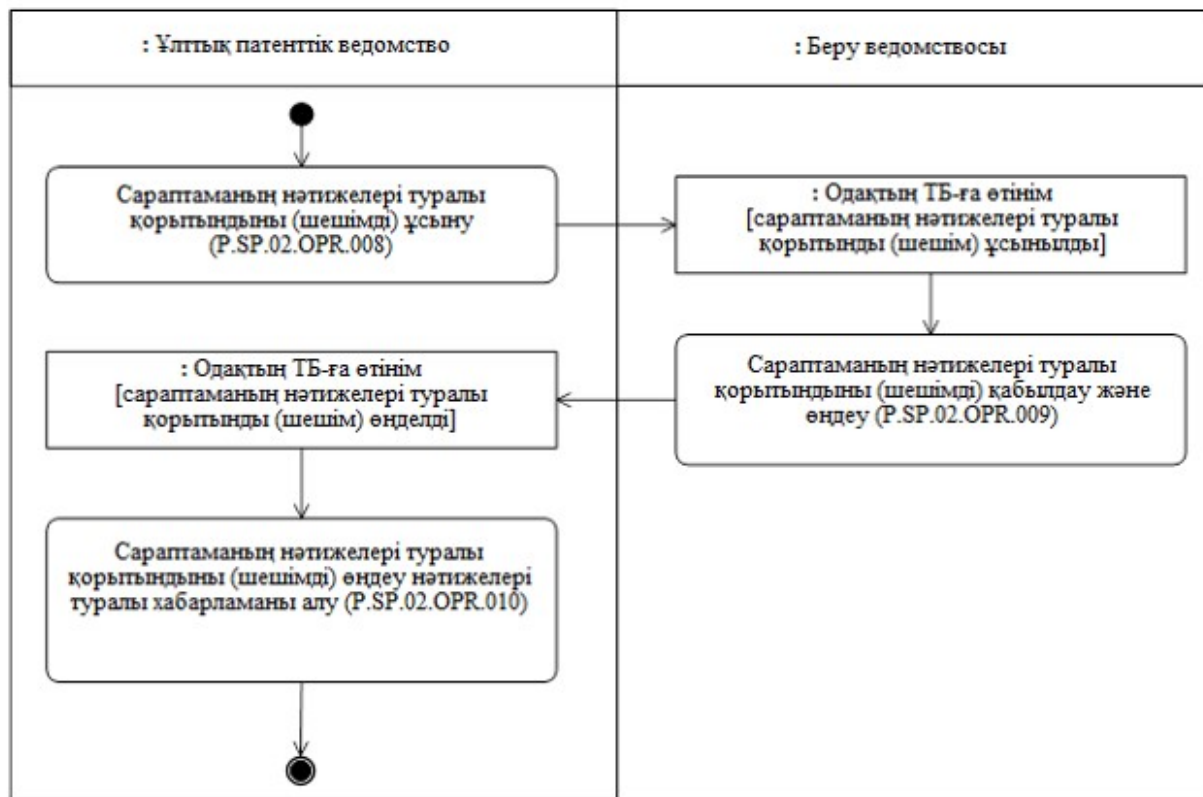 : Ұлттық патенттік ведомство
: Беру ведомствосы
Сараптаманың нәтижелері туралы
қорытындыны (шешімді) ұсыну
(P.SP.02.OPR.008)
: Одақтың ТБ-ға өтінім
[сараптаманың нәтижелері туралы
қорытынды (шешім) ұсынылды]
Сараптаманың нәтижелері туралы
қорытындыны (шешімді) қабылдау және
өңдеу (P.SP.02.OPR.009)
: Одақтың ТБ-ға өтінім
[сараптаманың нәтижелері туралы
қорытынды (шешім) өңделді]
Сараптаманың нәтижелері туралы
қорытындыны (шешімді) өңдеу нәтижелері
туралы хабарламаны алу (P.SP.02.OPR.010)